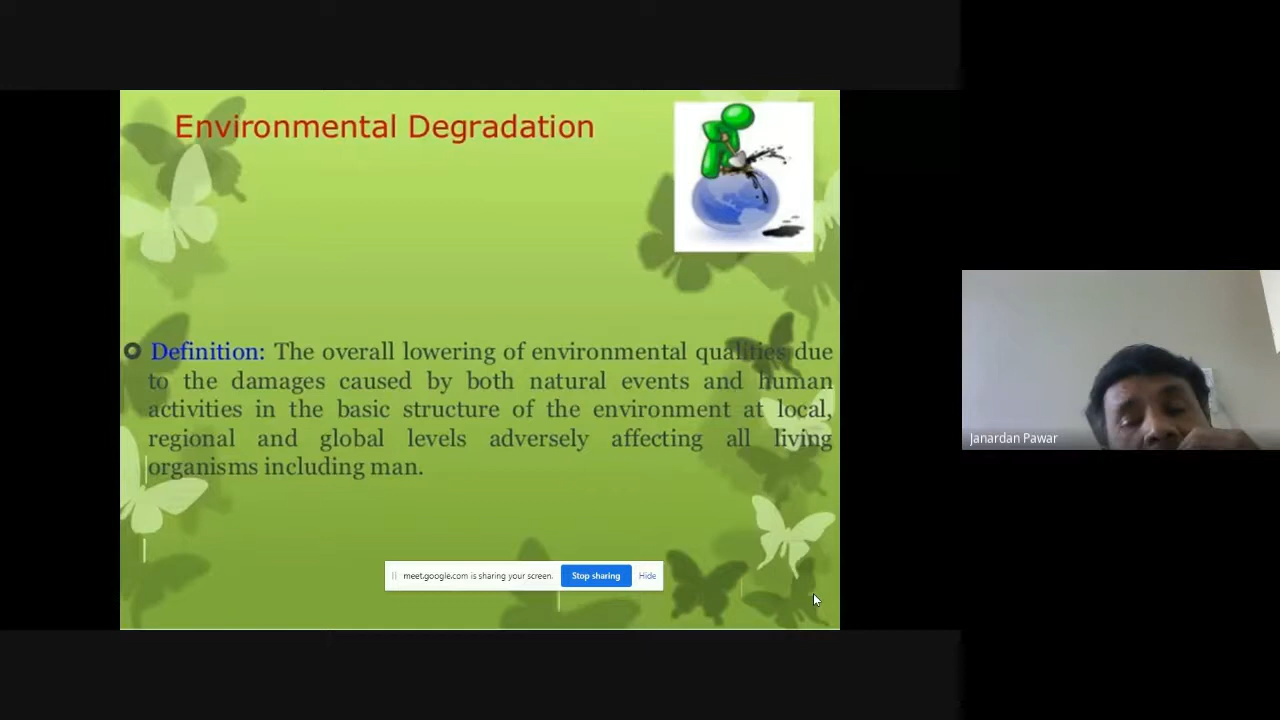 Environmental Degradation
Definition: The overall lowering of environmental qualities due
to the damages caused by both natural events and human
activities in the basic structure of the environment at local,
regional and global levels adversely affecting all living
organisms including man.
meet.google.com is sharing your screen. Stop sharing Hide
Janardan Pawar